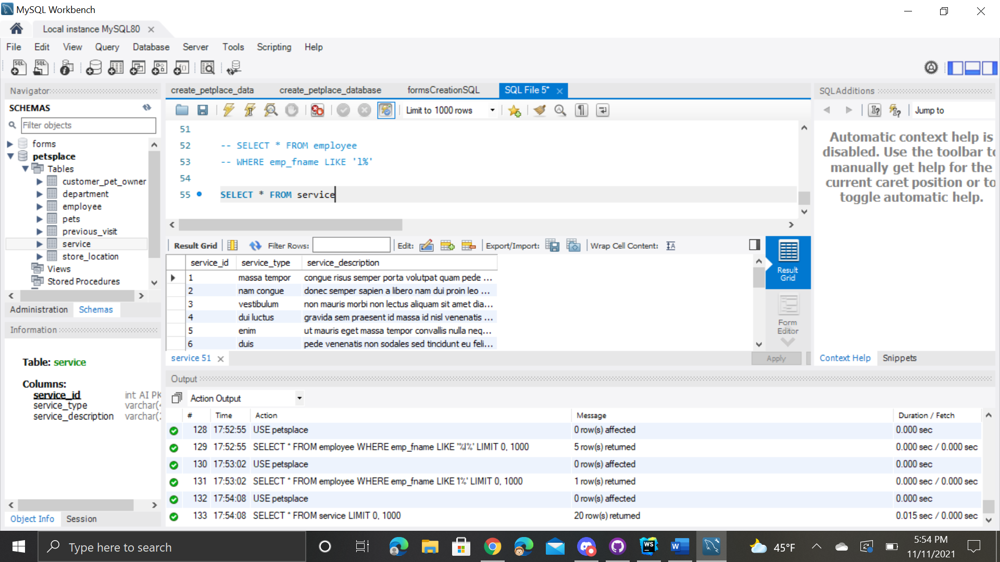 MySQL Workbench
Local instance MySQL80
File Edit View Query Database Server Tools Scripting Help
Navigator
SCHEMAS
Filter objects
forms
petsplace
Tables
customer_pet_owner
department
employee
pets
previous_visit
service
store_location
Views
Stored Procedures
Administration Schemas
Information
Table: service
Columns:
service_id int AI PK
service_type varchar(
service_description varchar(
Object Info Session
create_petplace_data create_petplace_database formsCreationSQL SQL File 5*
Limit to 1000 rows
51
52 -- SELECT * FROM employee
53 -- WHERE emp_fname LIKE 'l%'
54
55 SELECT * FROM service
Result Grid Filter Rows: Edit: Export/Import: Wrap Cell Content:
service_id service_type service_description
1 massa tempor congue risus semper porta volutpat quam pede ...
2 nam congue donec semper sapien a libero nam dui proin leo ...
3 vestibulum non mauris morbi non lectus aliquam sit amet dia...
4 dui luctus gravida sem praesent id massa id nisl venenatis ...
5 enim ut mauris eget massa tempor convallis nulla neq...
6 duis pede venenatis non sodales sed tincidunt eu feli...
Result
Grid
Form
Editor
service 51
Apply
SQLAdditions
Jump to
Automatic context help is
disabled. Use the toolbar to
manually get help for the
current caret position or to
toggle automatic help.
Context Help Snippets
Output
Action Output
# Time Action Message Duration / Fetch
128 17:52:55 USE petsplace 0 row(s) affected 0.000 sec
129 17:52:55 SELECT * FROM employee WHERE emp_fname LIKE '%l%' LIMIT 0, 1000 5 row(s) returned 0.000 sec / 0.000 sec
130 17:53:02 USE petsplace 0 row(s) affected 0.000 sec
131 17:53:02 SELECT * FROM employee WHERE emp_fname LIKE 'l%' LIMIT 0, 1000 1 row(s) returned 0.000 sec / 0.000 sec
132 17:54:08 USE petsplace 0 row(s) affected 0.000 sec
133 17:54:08 SELECT * FROM service LIMIT 0, 1000 20 row(s) returned 0.015 sec / 0.000 sec
Type here to search
45°F
5:54 PM
11/11/2021